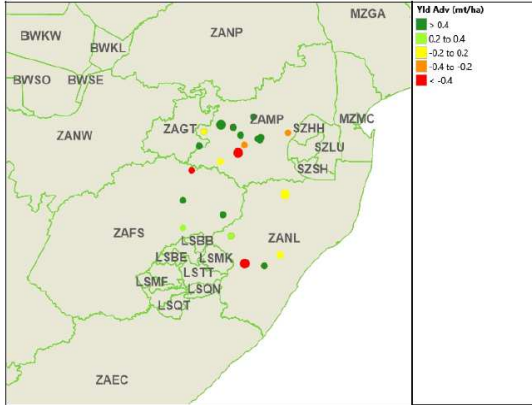 MZGA
BWKW
ZANP
BWKL
BWSO
BWSE
ZANW
ZAGT
ZAMP
MZMC
SZHH
SZLU
SZSH
ZAFS
ZANL
LSBB
LSBE
LSMK
LSTT
LSMF
LSQN
LSQT
ZAEC
Yld Adv (mt/ha)
> 0.4
0.2 to 0.4
-0.2 to 0.2
-0.4 to -0.2
< -0.4